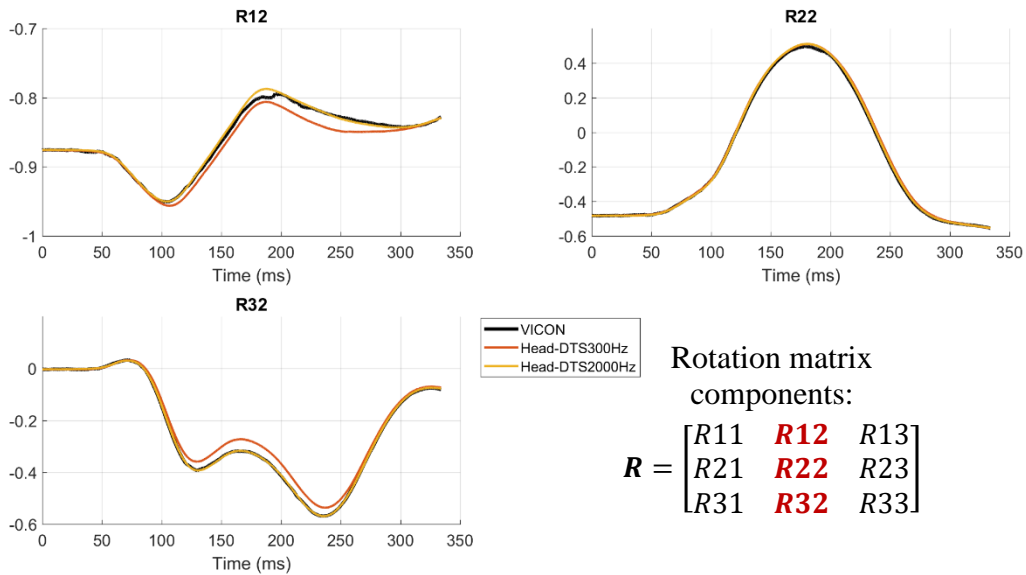 R12
-0.7
-0.8
-0.9
-1
0 50 100 150 200 250 300 350
Time (ms)
R22
0.4
0.2
0
-0.2
-0.4
-0.6
0 50 100 150 200 250 300 350
Time (ms)
R32
0
-0.2
-0.4
-0.6
0 50 100 150 200 250 300 350
Time (ms)
VICON
Head-DTS300Hz
Head-DTS2000Hz
Rotation matrix
components:
R11 R12 R13
R = [R21 R22 R23]
R31 R32 R33